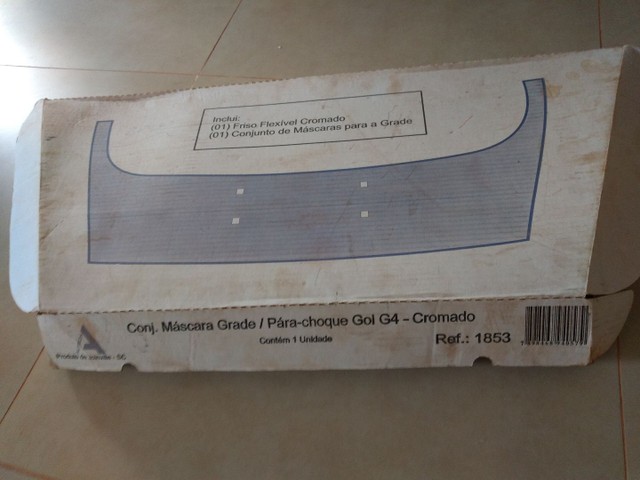 Inclui:
(01) Friso Flexível Cromado
(01) Conjunto de Máscaras para a Grade
Conj. Máscara Grade / Pára-choque Gol G4 - Cromado
Contém 1 Unidade
Ref.: 1853
A